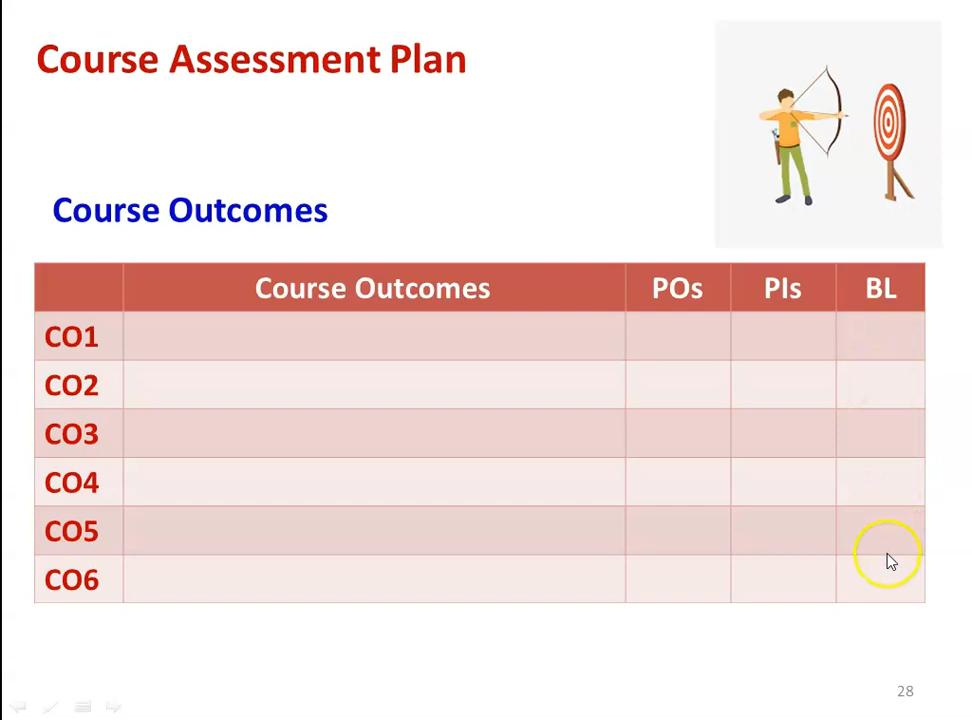 Course Assessment Plan
Course Outcomes
Course Outcomes POs PIs BL
CO1
CO2
CO3
CO4
CO5
CO6
28